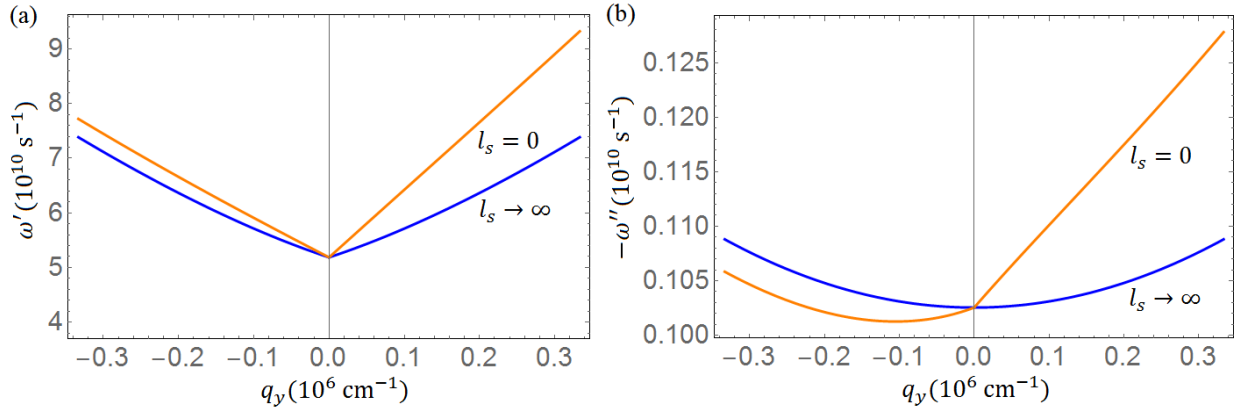 (a)
ω′ (10¹⁰ s⁻¹)
9
8
7
6
5
4
l_s = 0
l_s → ∞
−0.3 −0.2 −0.1 0.0 0.1 0.2 0.3
q_y (10⁶ cm⁻¹)
(b)
−ω″ (10¹⁰ s⁻¹)
0.125
0.120
0.115
0.110
0.105
0.100
l_s = 0
l_s → ∞
−0.3 −0.2 −0.1 0.0 0.1 0.2 0.3
q_y (10⁶ cm⁻¹)